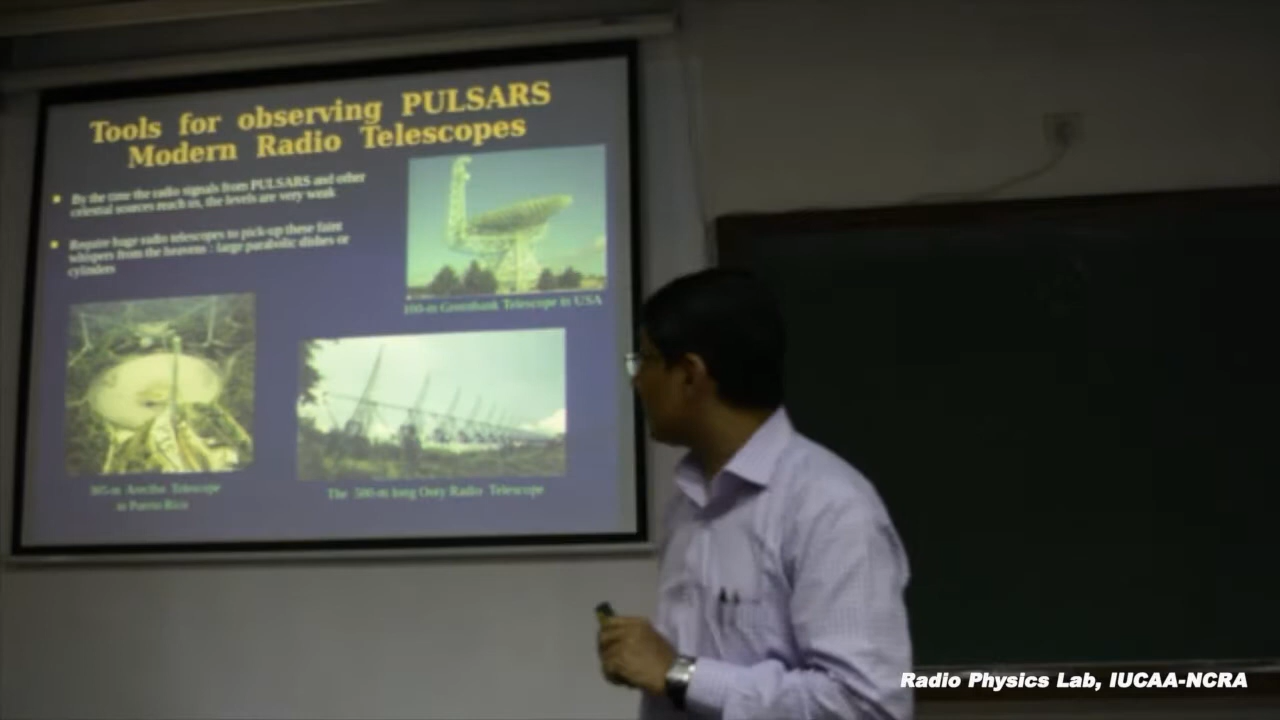 Tools for observing PULSARS
Modern Radio Telescopes
By the time the radio signals from PULSARS and other
celestial sources reach us, the levels are very weak
Require huge radio telescopes to pick-up these faint
whispers from the heavens : large parabolic dishes or
cylinders
100-m Greenbank Telescope in USA
305-m Arecibo Telescope
in Puerto Rico
The 500-m long Ooty Radio Telescope
Radio Physics Lab, IUCAA-NCRA